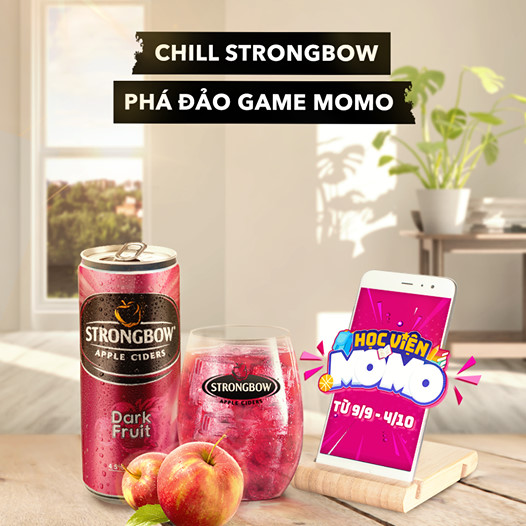 CHILL STRONGBOW
PHÁ ĐẢO GAME MOMO
STRONGBOW
APPLE CIDERS
Dark
Fruit
STRONGBOW
APPLE CIDERS
HỌC VIỆN
MOMO
TỪ 9/9 - 4/10